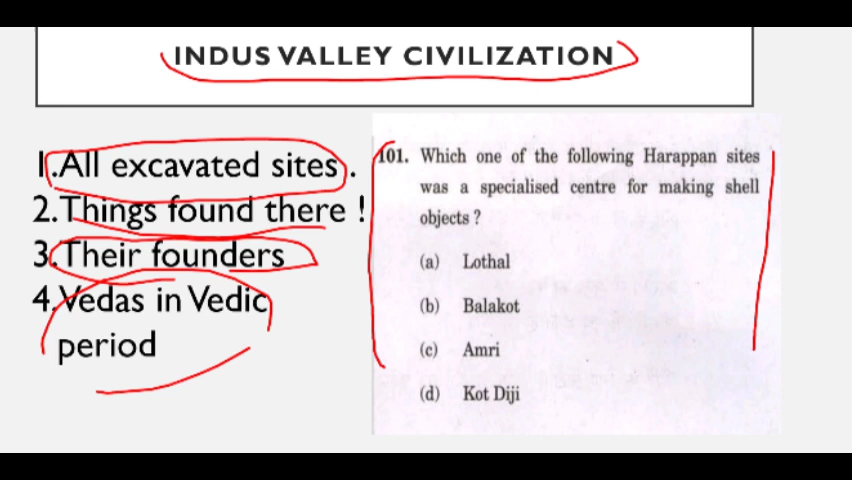 INDUS VALLEY CIVILIZATION
1.All excavated sites .
2.Things found there !
3.Their founders
4.Vedas in Vedic
period
101. Which one of the following Harappan sites
was a specialised centre for making shell
objects ?
(a) Lothal
(b) Balakot
(c) Amri
(d) Kot Diji